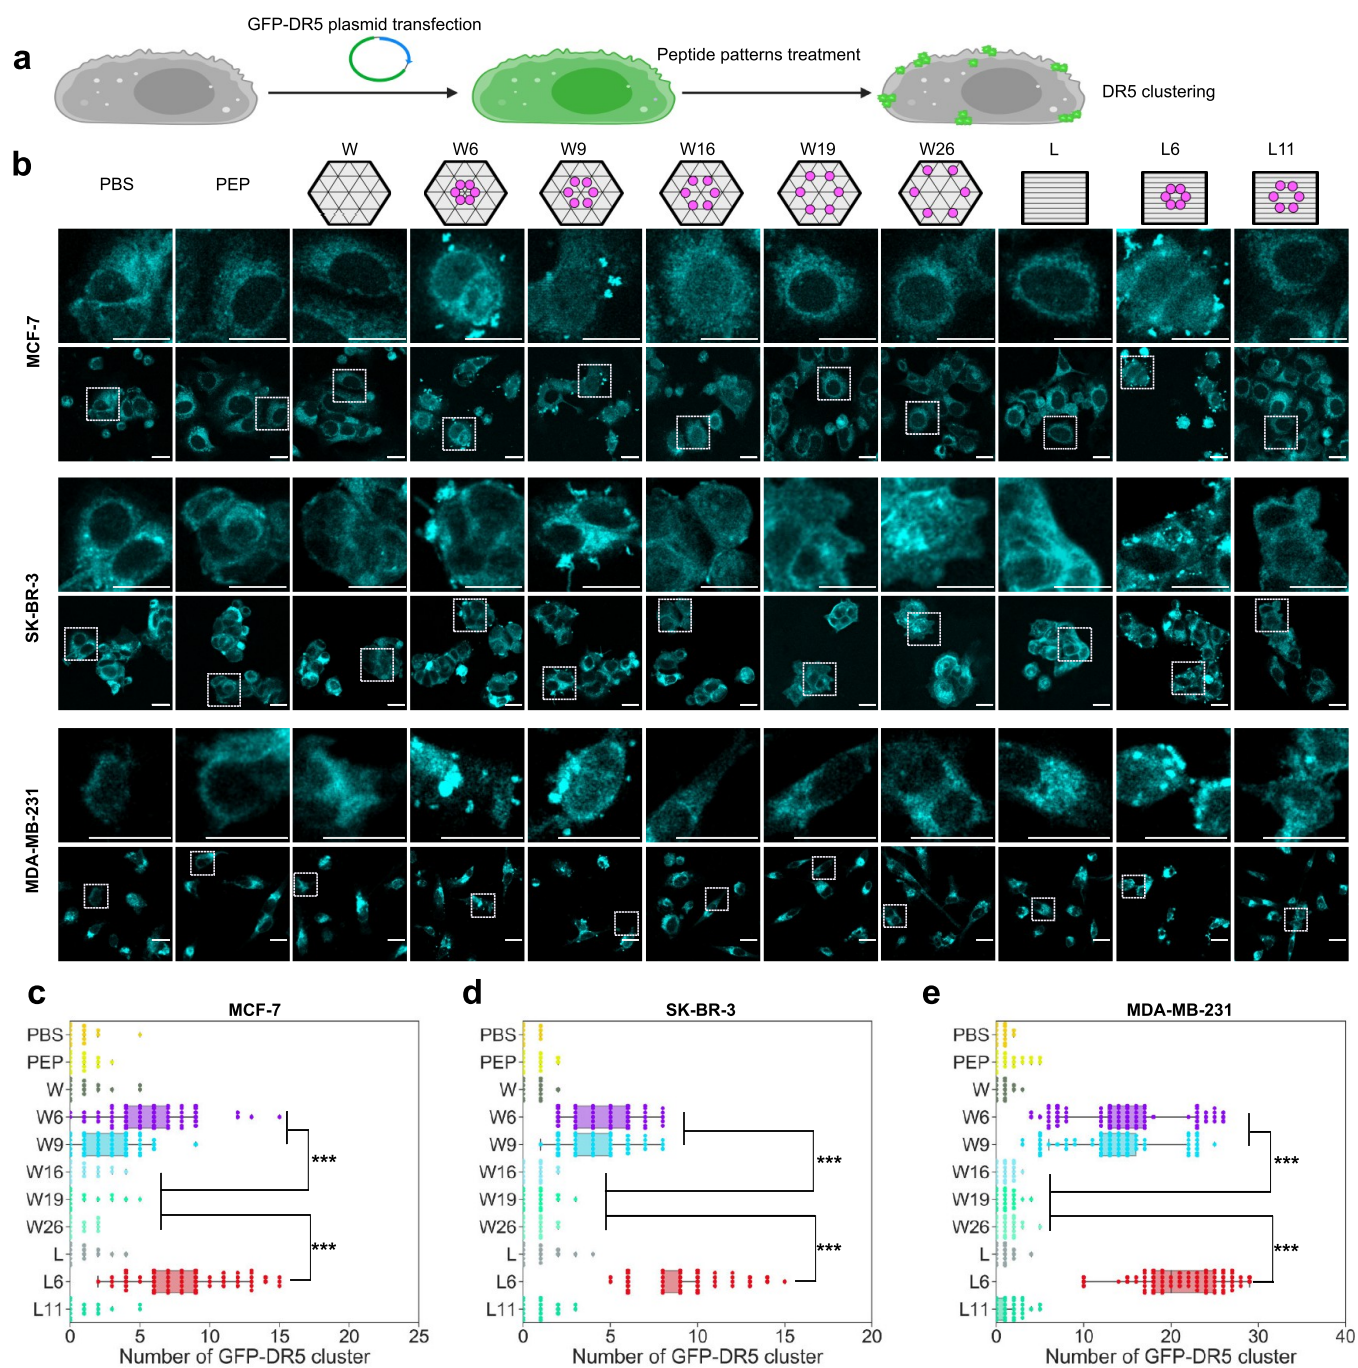 a
GFP-DR5 plasmid transfection
Peptide patterns treatment
DR5 clustering
b
PBS
PEP
W
W6
W9
W16
W19
W26
L
L6
L11
MCF-7
SK-BR-3
MDA-MB-231
c
MCF-7
PBS
PEP
W
W6
W9
W16
W19
W26
L
L6
L11
***
***
0 5 10 15 20 25
Number of GFP-DR5 cluster
d
SK-BR-3
PBS
PEP
W
W6
W9
W16
W19
W26
L
L6
L11
***
***
0 5 10 15 20
Number of GFP-DR5 cluster
e
MDA-MB-231
PBS
PEP
W
W6
W9
W16
W19
W26
L
L6
L11
***
***
0 10 20 30 40
Number of GFP-DR5 cluster